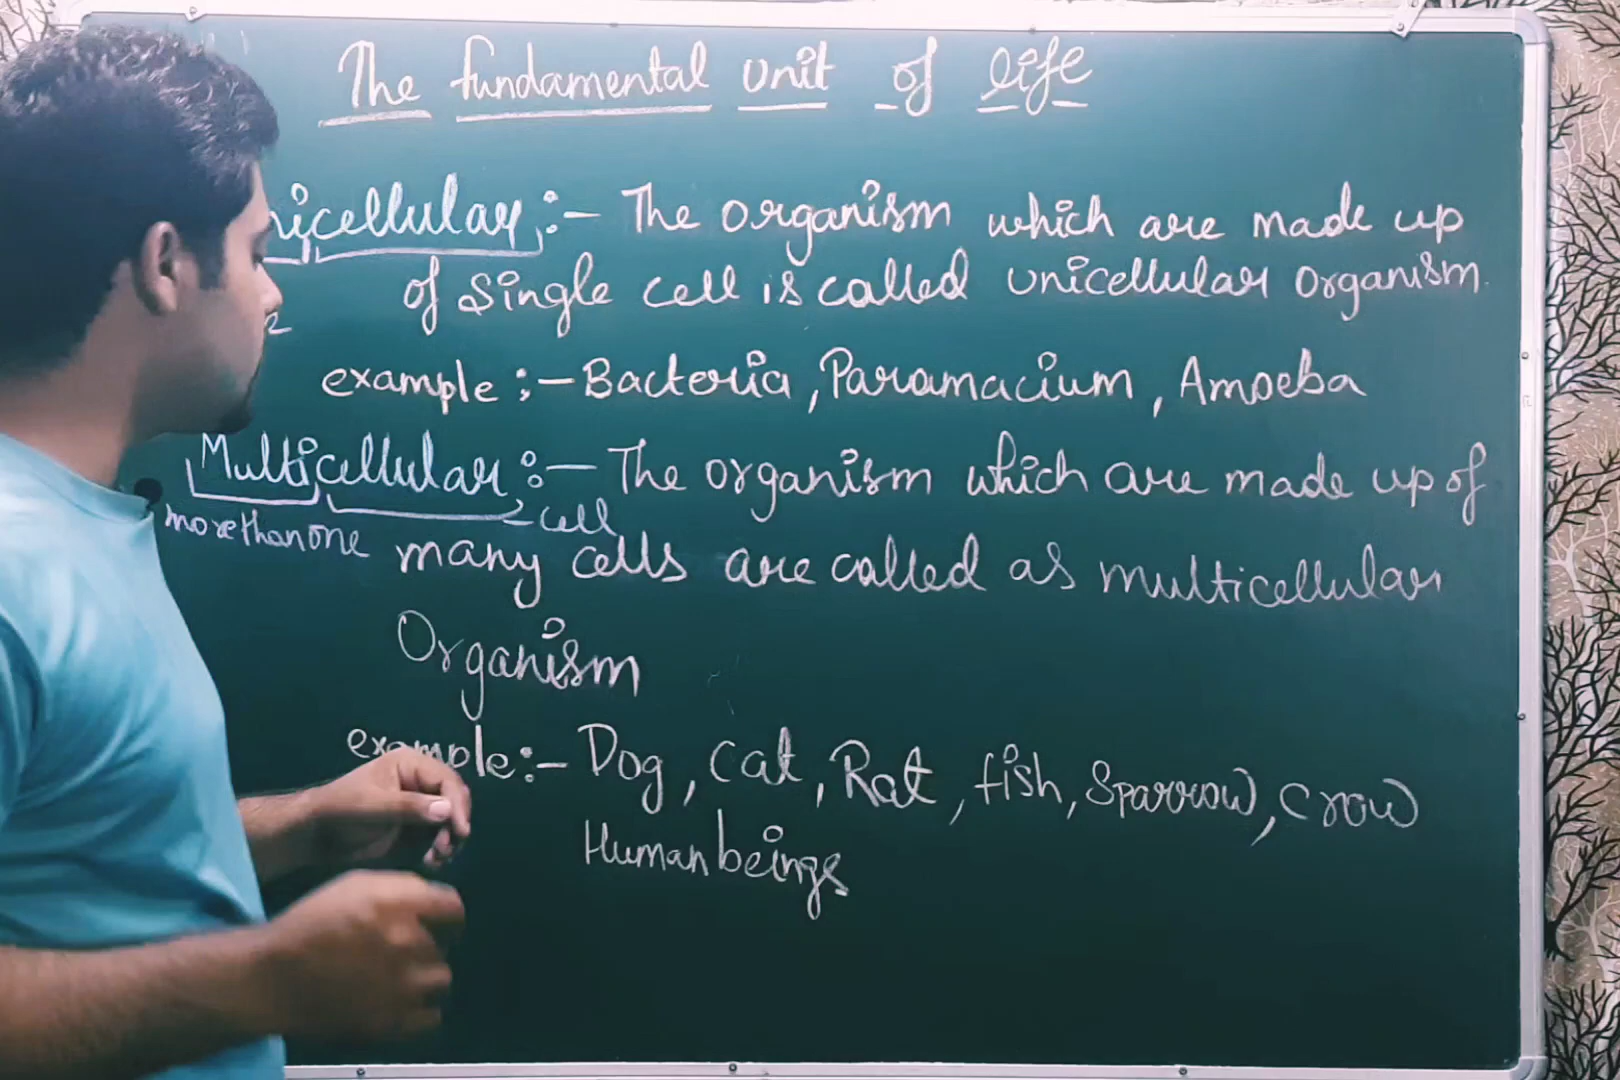 The fundamental unit of life
nicellular :- The organism which are made up
of single cell is called unicellular organism.
example :- Bacteria, Paramacium, Amoeba
Multicellular :- The organism which are made up of
more than one cell
many cells are called as multicellular
Organism
example:- Dog, Cat, Rat, fish, Sparrow, Crow
Human beings